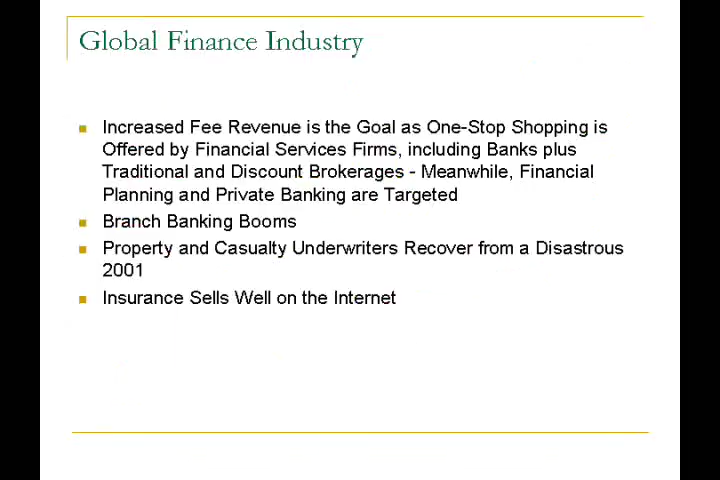 Global Finance Industry
Increased Fee Revenue is the Goal as One-Stop Shopping is
Offered by Financial Services Firms, including Banks plus
Traditional and Discount Brokerages - Meanwhile, Financial
Planning and Private Banking are Targeted
Branch Banking Booms
Property and Casualty Underwriters Recover from a Disastrous
2001
Insurance Sells Well on the Internet